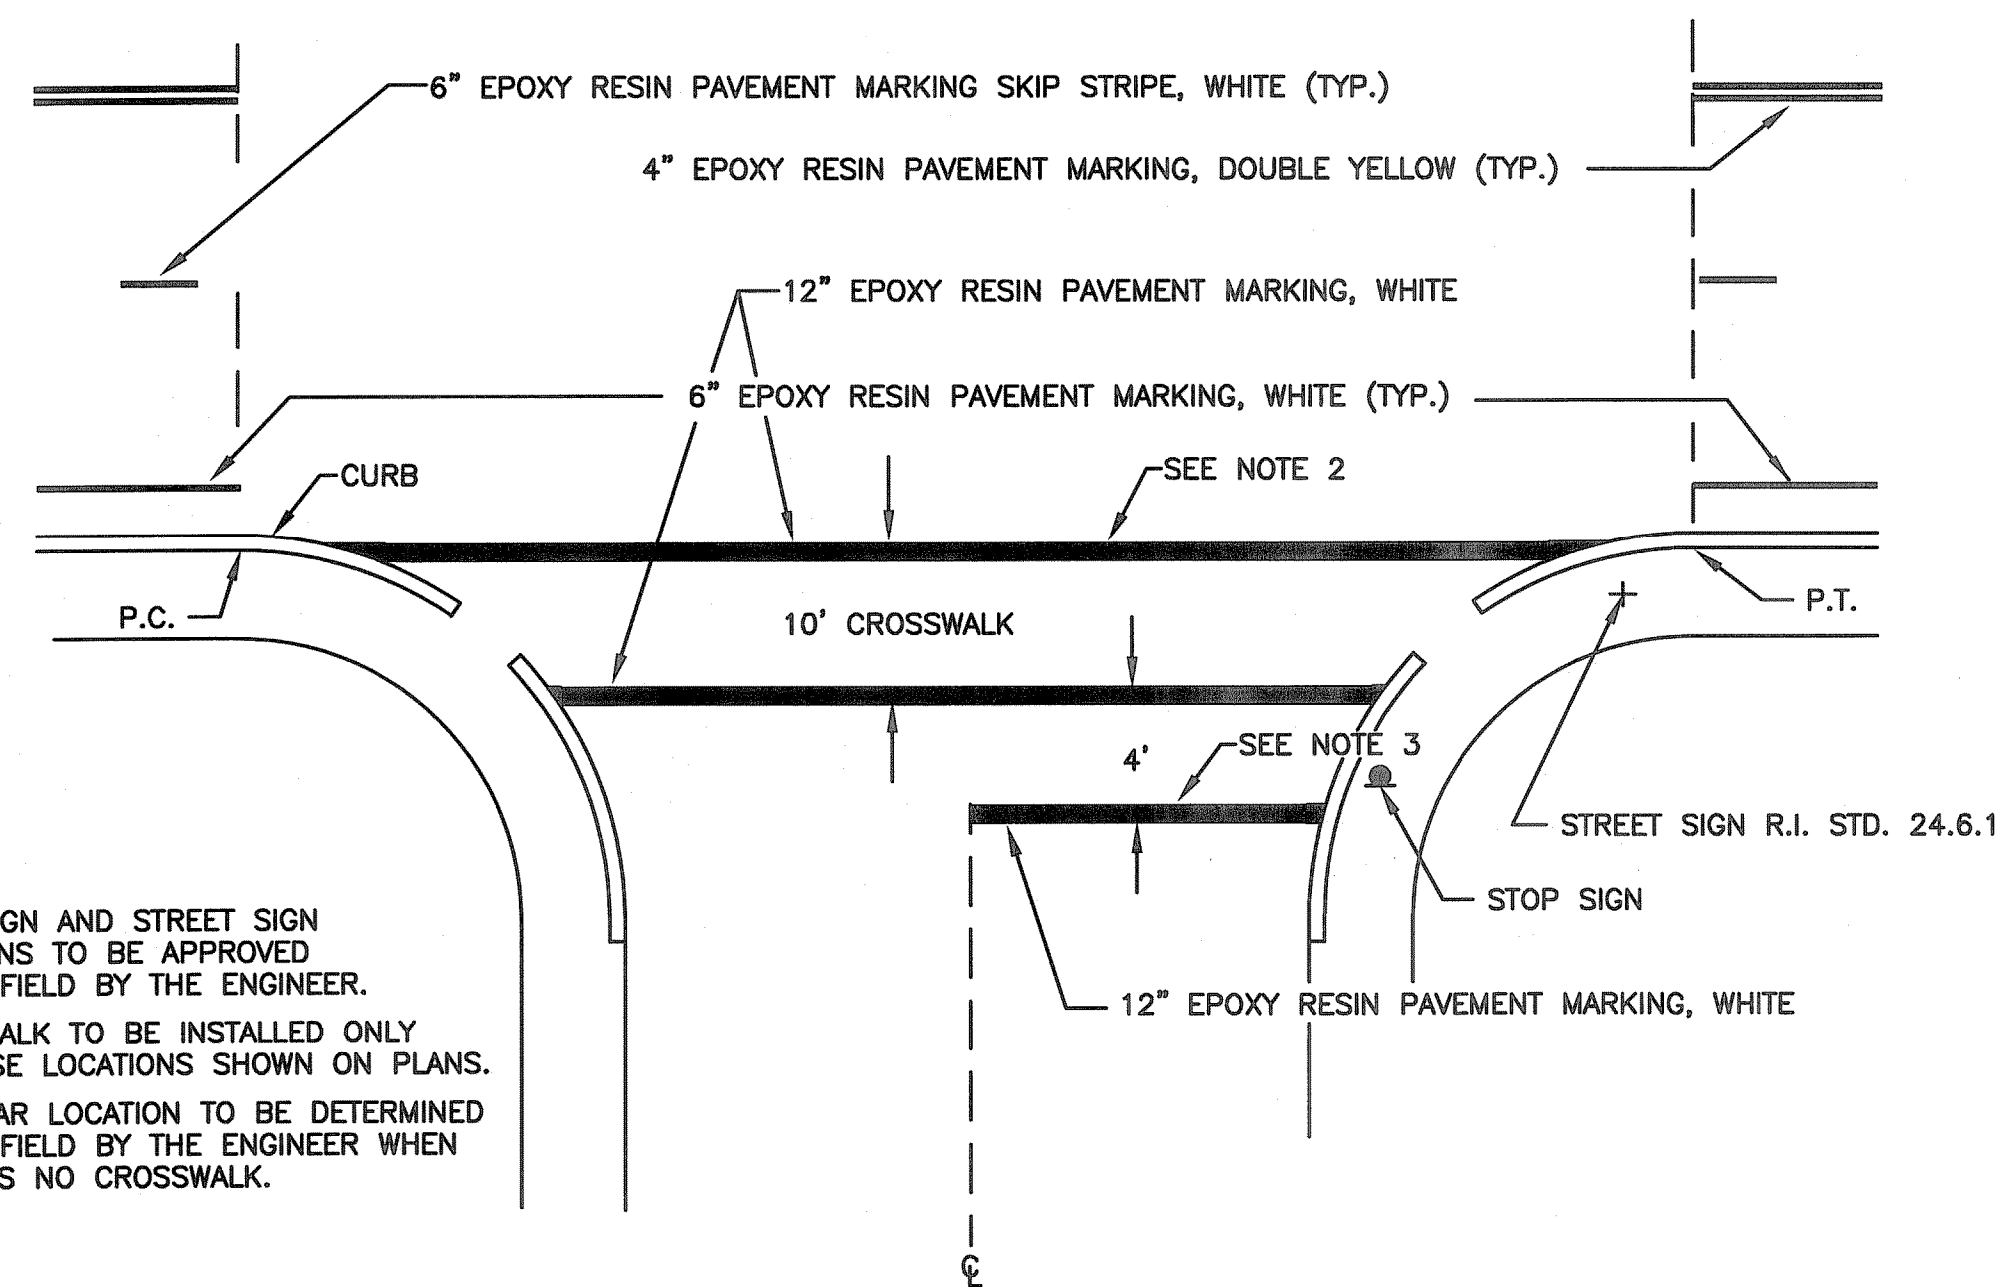 6" EPOXY RESIN PAVEMENT MARKING SKIP STRIPE, WHITE (TYP.)
4" EPOXY RESIN PAVEMENT MARKING, DOUBLE YELLOW (TYP.)
12" EPOXY RESIN PAVEMENT MARKING, WHITE
6" EPOXY RESIN PAVEMENT MARKING, WHITE (TYP.)
CURB
SEE NOTE 2
P.C.
10' CROSSWALK
P.T.
4'
SEE NOTE 3
STREET SIGN R.I. STD. 24.6.1
STOP SIGN
12" EPOXY RESIN PAVEMENT MARKING, WHITE
GN AND STREET SIGN
NS TO BE APPROVED
FIELD BY THE ENGINEER.
ALK TO BE INSTALLED ONLY
SE LOCATIONS SHOWN ON PLANS.
AR LOCATION TO BE DETERMINED
FIELD BY THE ENGINEER WHEN
S NO CROSSWALK.
℄